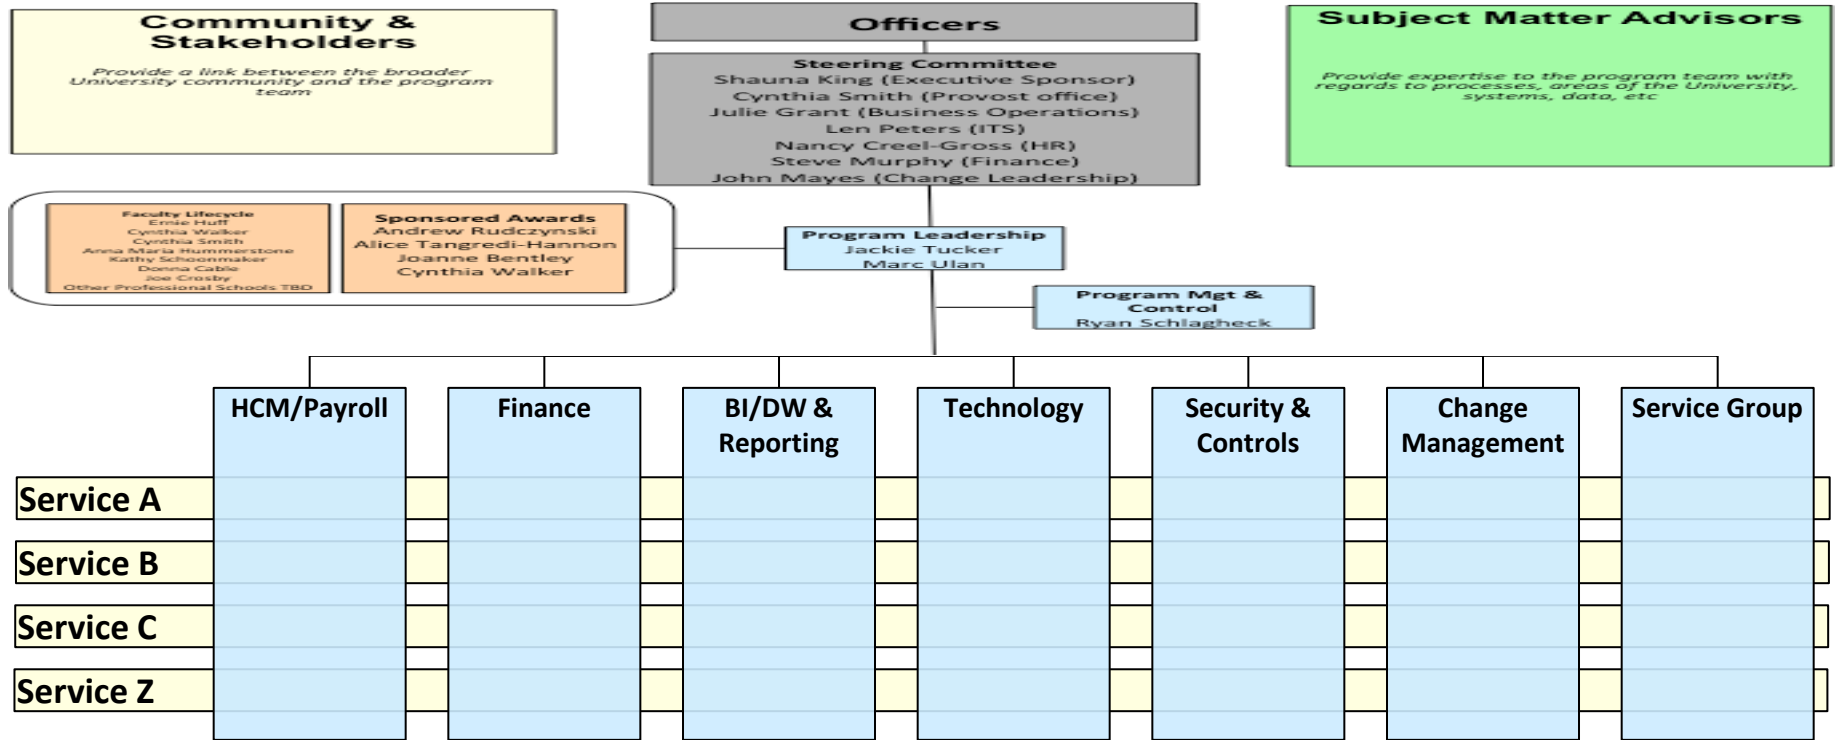 Community &
Stakeholders
Provide a link between the broader
University community and the program
team
Officers
Steering Committee
Shauna King (Executive Sponsor)
Cynthia Smith (Provost office)
Julie Grant (Business Operations)
Len Peters (ITS)
Nancy Creel-Gross (HR)
Steve Murphy (Finance)
John Mayes (Change Leadership)
Subject Matter Advisors
Provide expertise to the program team with
regards to processes, areas of the University,
systems, data, etc
Faculty Lifecycle
Ernie Huff
Cynthia Walker
Cynthia Smith
Anna Maria Hummerstone
Kathy Schoonmaker
Donna Cable
Joe Crosby
Other Professional Schools TBD
Sponsored Awards
Andrew Rudczynski
Alice Tangredi-Hannon
Joanne Bentley
Cynthia Walker
Program Leadership
Jackie Tucker
Marc Ulan
Program Mgt &
Control
Ryan Schlagheck
HCM/Payroll
Finance
BI/DW &
Reporting
Technology
Security &
Controls
Change
Management
Service Group
Service A
Service B
Service C
Service Z